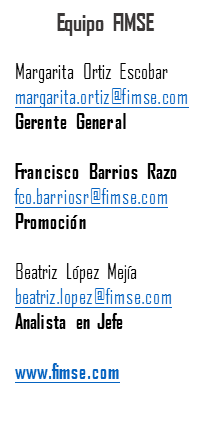 Equipo FIMSE
Margarita Ortiz Escobar
margarita.ortiz@fimse.com
Gerente General
Francisco Barrios Razo
fco.barriosr@fimse.com
Promoción
Beatriz López Mejía
beatriz.lopez@fimse.com
Analista en Jefe
www.fimse.com